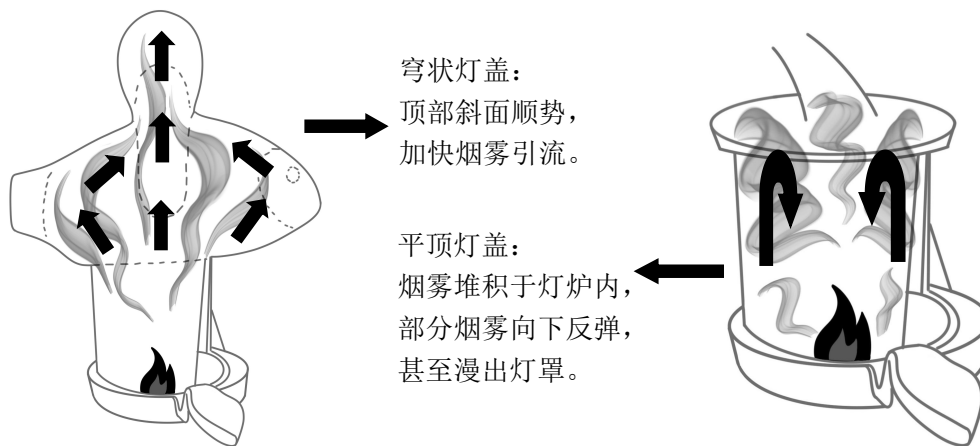 穹状灯盖：
顶部斜面顺势，
加快烟雾引流。
平顶灯盖：
烟雾堆积于灯炉内，
部分烟雾向下反弹，
甚至漫出灯罩。